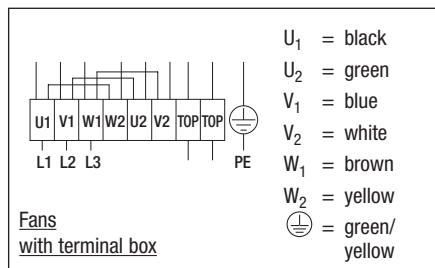 U1 V1 W1 W2 U2 V2 TOP TOP
L1 L2 L3 PE
Fans
with terminal box
U₁ = black
U₂ = green
V₁ = blue
V₂ = white
W₁ = brown
W₂ = yellow
⏚ = green/
yellow